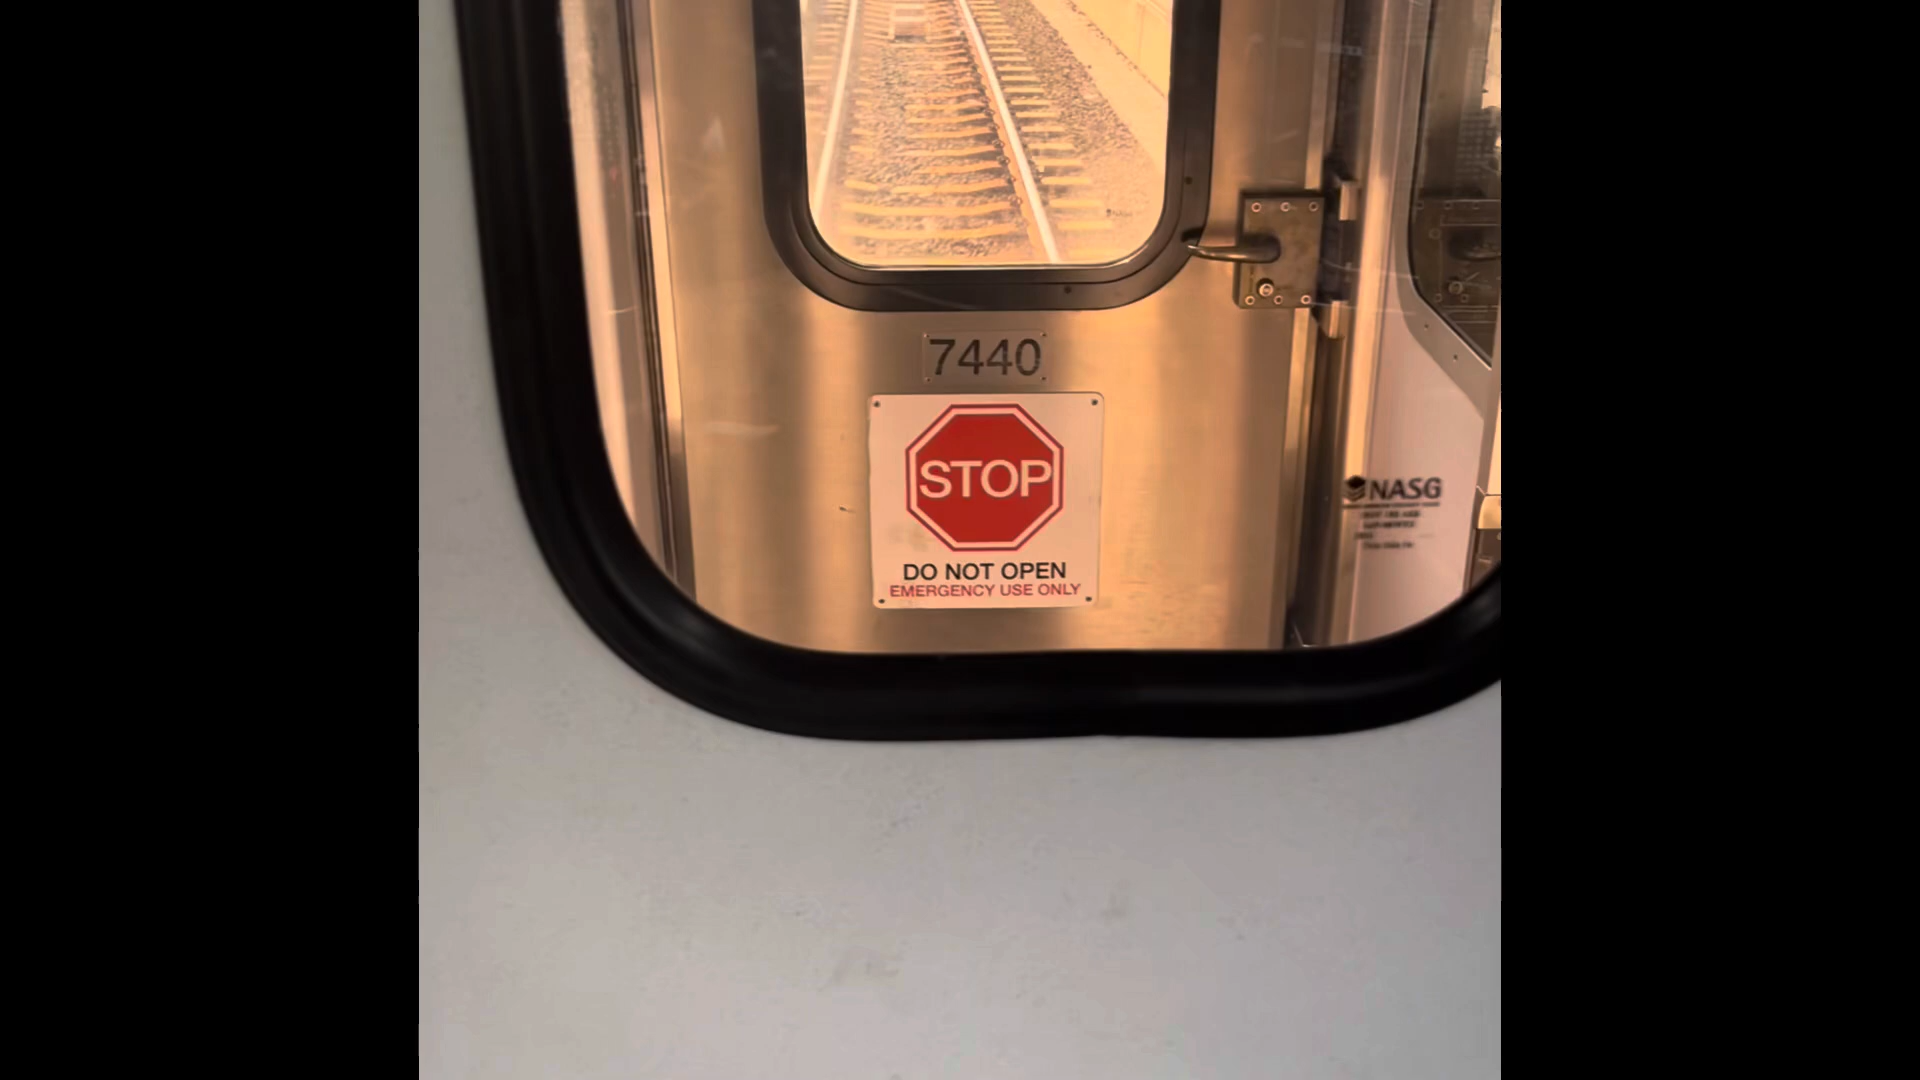 7440
STOP
DO NOT OPEN
EMERGENCY USE ONLY
NASG